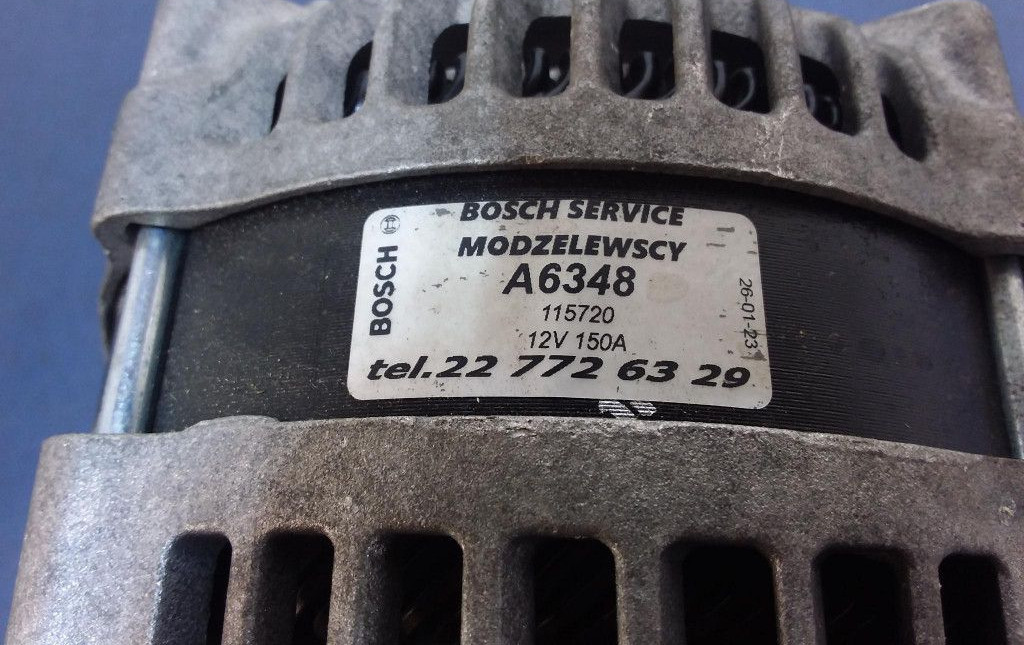 BOSCH SERVICE
MODZELEWSCY
A6348
115720
12V 150A
tel.22 772 63 29
BOSCH
26-01-23